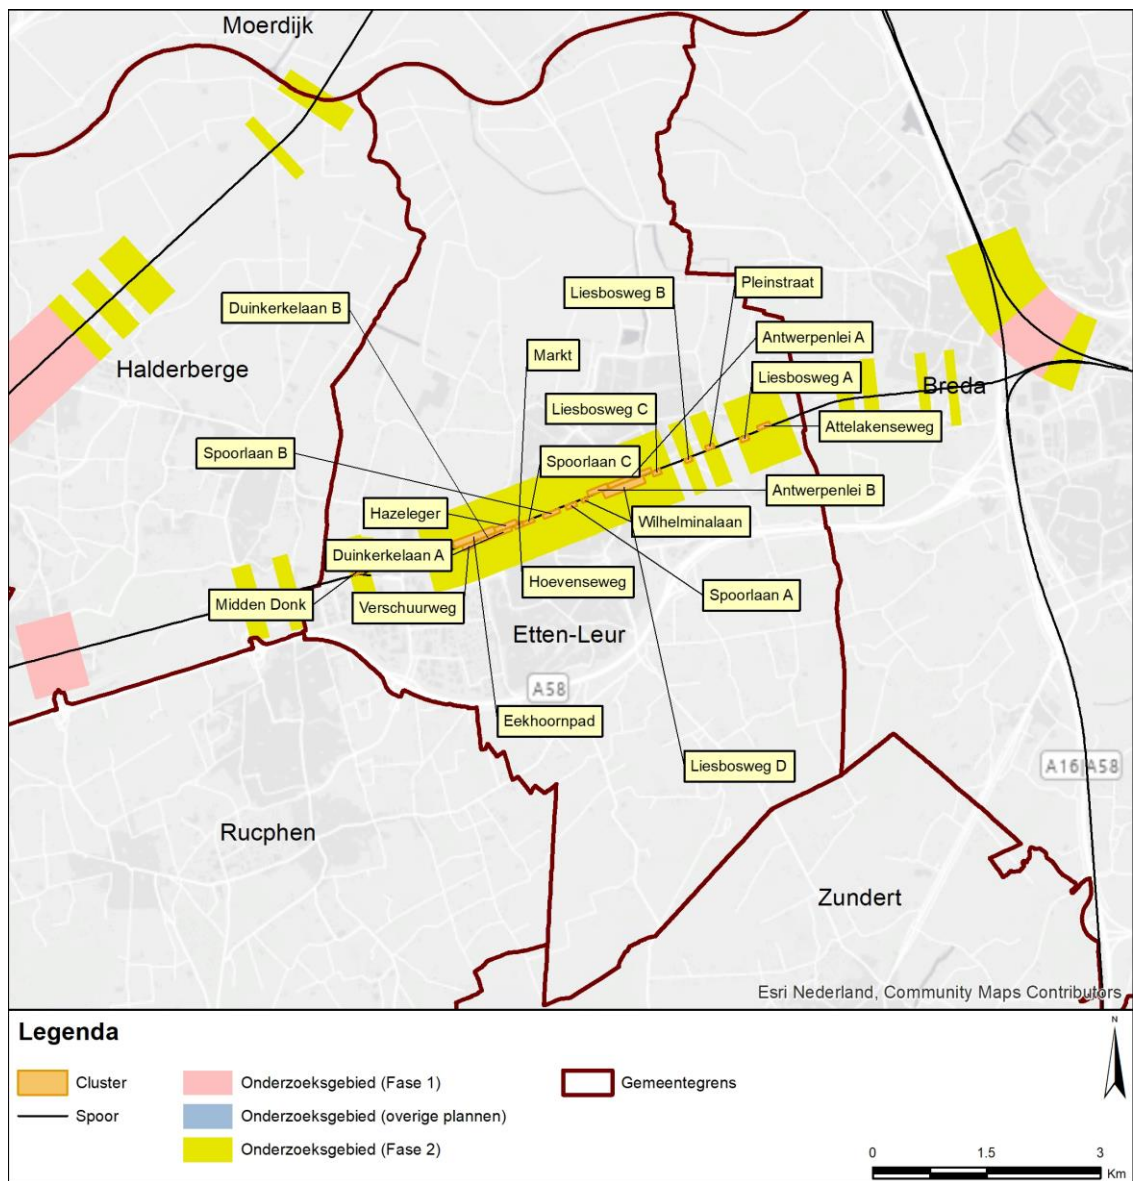 Moerdijk
Pleinstraat
Liesbosweg B
Duinkerkelaan B
Antwerpenlei A
Markt
Liesbosweg A
Halderberge
Breda
Liesbosweg C
Attelakenseweg
Spoorlaan B
Spoorlaan C
Antwerpenlei B
Hazeleger
Wilhelminalaan
Duinkerkelaan A
Hoevenseweg
Spoorlaan A
Midden Donk
Verschuurweg
Etten-Leur
A58
Eekhoornpad
Liesbosweg D
A16|A58
Rucphen
Zundert
Esri Nederland, Community Maps Contributors
Legenda
N
Cluster
Onderzoeksgebied (Fase 1)
Gemeentegrens
Spoor
Onderzoeksgebied (overige plannen)
Onderzoeksgebied (Fase 2)
0 1.5 3
Km